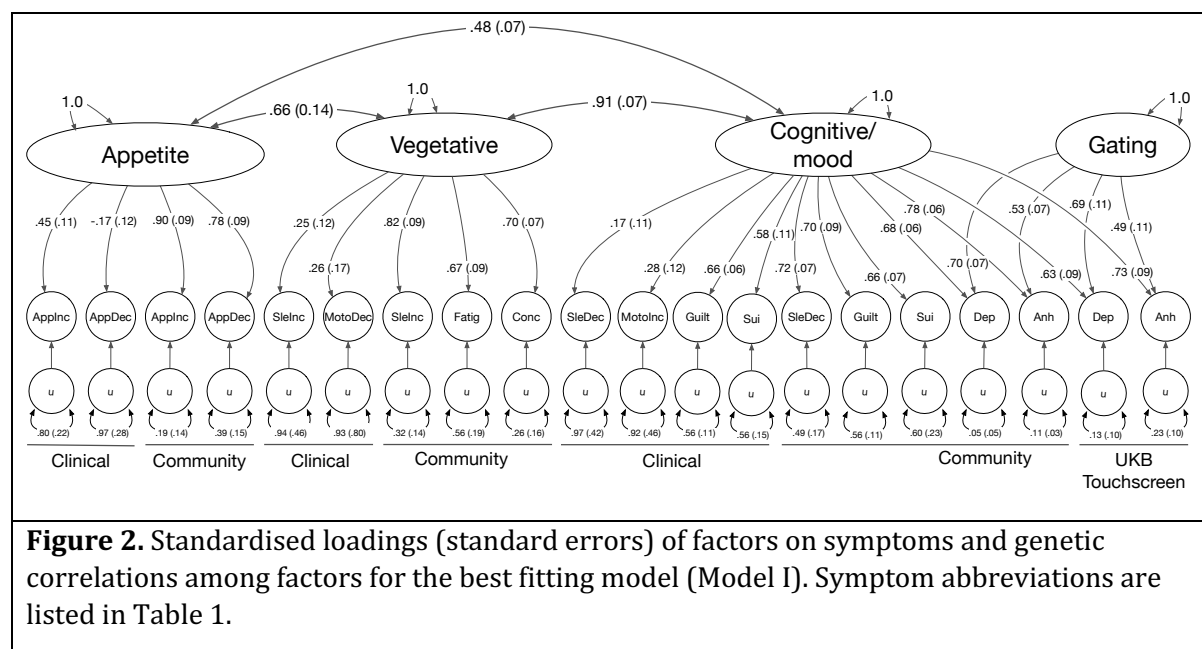 .48 (.07)
1.0 .66 (0.14) 1.0 .91 (.07) 1.0 1.0
Appetite Vegetative Cognitive/ Gating
mood
.45 (.11) -.17 (.12) .90 (.09) .78 (.09) .25 (.12) .26 (.17) .82 (.09) .67 (.09) .70 (.07) .17 (.11) .28 (.12) .66 (.06) .58 (.11) .72 (.07) .70 (.09) .66 (.07) .68 (.06) .78 (.06) .70 (.07) .53 (.07) .63 (.09) .69 (.11) .73 (.09) .49 (.11)
AppInc AppDec AppInc AppDec SleInc MotoDec SleInc Fatig Conc SleDec MotoInc Guilt Sui SleDec Guilt Sui Dep Anh Dep Anh
u u u u u u u u u u u u u u u u u u u u
.80 (.22) .97 (.28) .19 (.14) .39 (.15) .94 (.46) .93 (.80) .32 (.14) .56 (.19) .26 (.16) .97 (.42) .92 (.46) .56 (.11) .56 (.15) .49 (.17) .56 (.11) .60 (.23) .05 (.05) .11 (.03) .13 (.10) .23 (.10)
Clinical Community Clinical Community Clinical Community UKB
Touchscreen
Figure 2. Standardised loadings (standard errors) of factors on symptoms and genetic
correlations among factors for the best fitting model (Model I). Symptom abbreviations are
listed in Table 1.